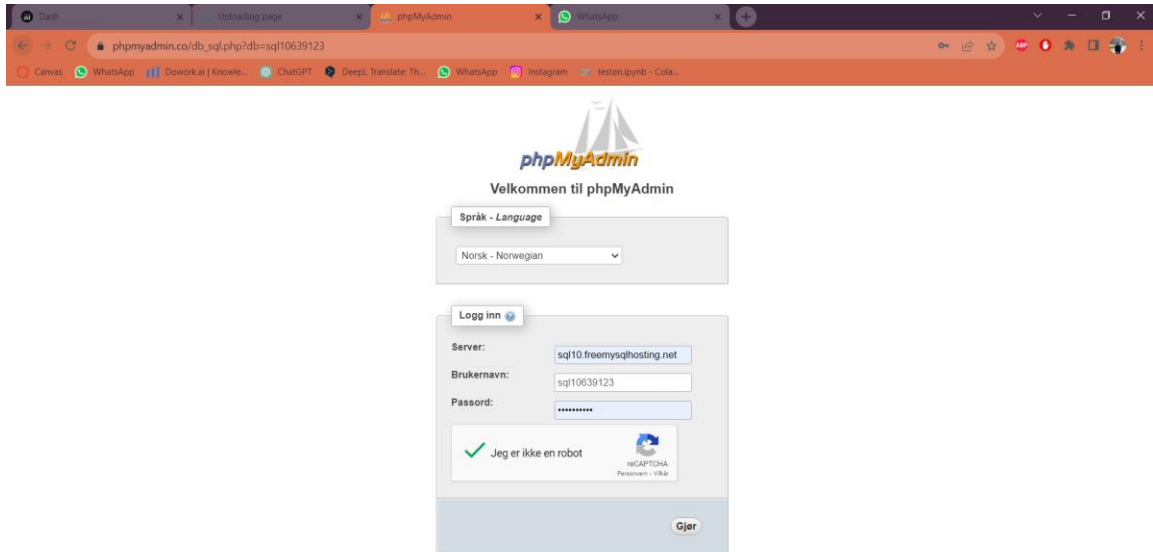 Dash
Uploading page
phpMyAdmin
WhatsApp
phpmyadmin.co/db_sql.php?db=sql10639123
ABP
Canvas
WhatsApp
Dowork.ai | Knowle...
ChatGPT
DeepL Translate: Th...
WhatsApp
Instagram
testen.ipynb - Cola...
phpMyAdmin
Velkommen til phpMyAdmin
Språk - Language
Norsk - Norwegian
Logg inn
Server:
sql10.freemysqlhosting.net
Brukernavn:
sql10639123
Passord:
••••••••••
Jeg er ikke en robot
reCAPTCHA
Personvern - Vilkår
Gjør